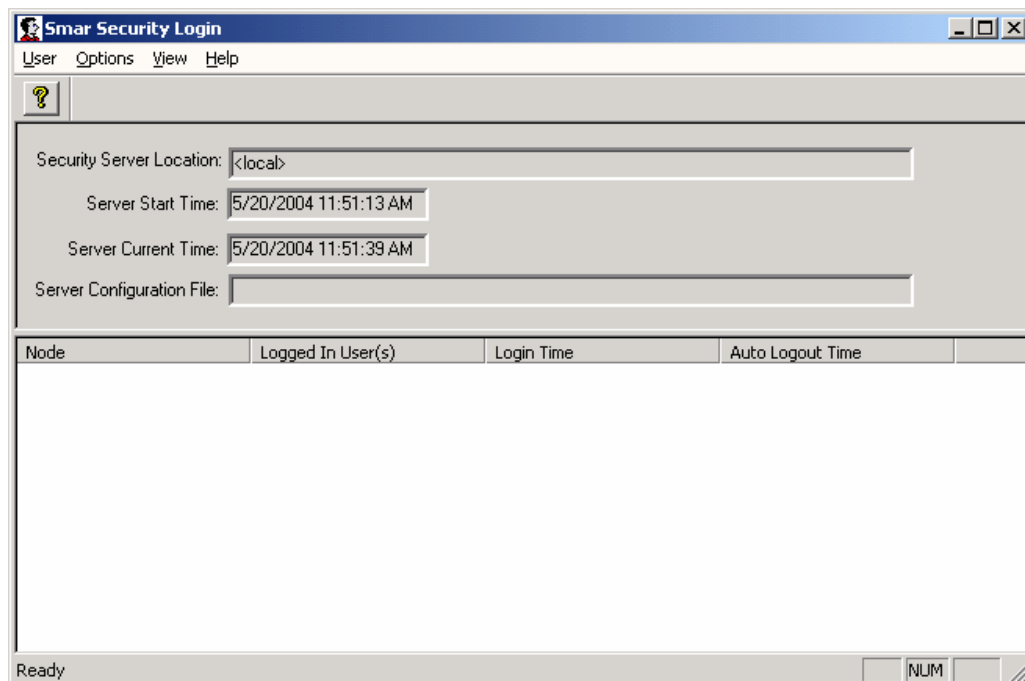 Smar Security Login
User Options View Help
Security Server Location: <local>
Server Start Time: 5/20/2004 11:51:13 AM
Server Current Time: 5/20/2004 11:51:39 AM
Server Configuration File:
Node Logged In User(s) Login Time Auto Logout Time
Ready NUM